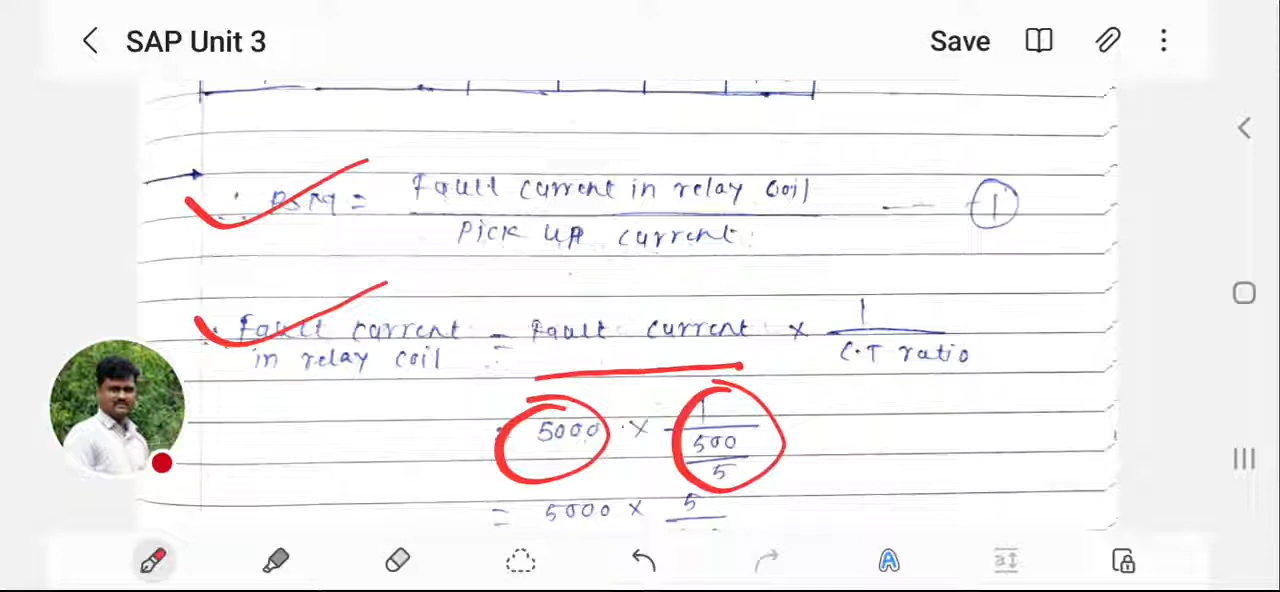 SAP Unit 3
Save
∴ PSM = Fault current in relay coil — ①
Pick up current
∴ Fault current = Fault current × 1
in relay coil C.T ratio
= 5000 × 1
500
5
= 5000 × 5